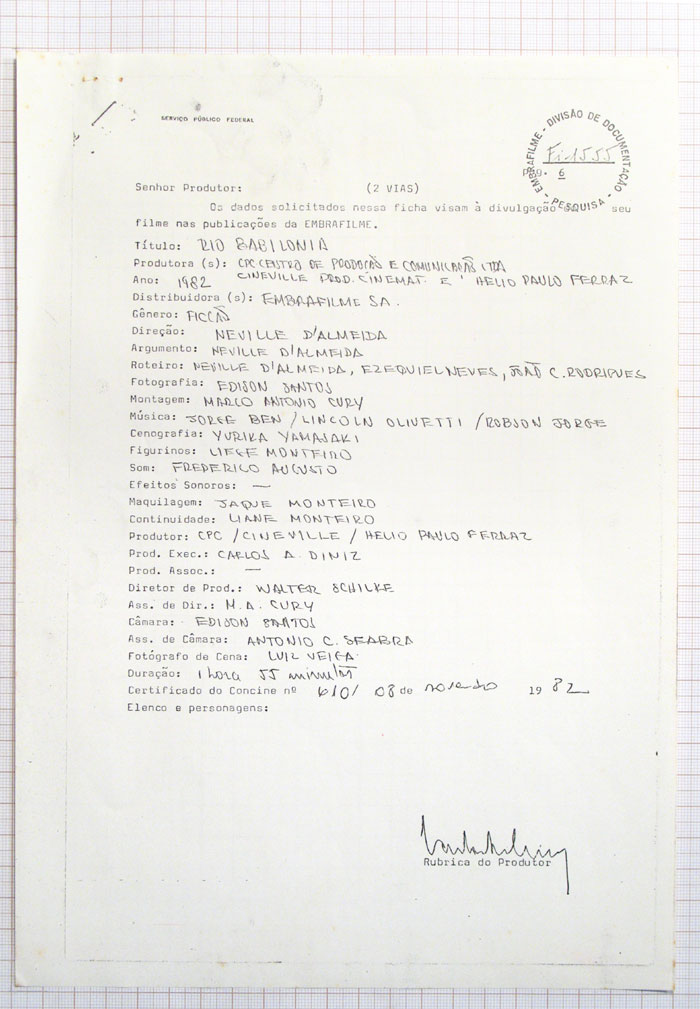 SERVIÇO PÚBLICO FEDERAL
EMBRAFILME - DIVISÃO DE DOCUMENTAÇÃO - PESQUISA -
Fi1555
pag. 6
Senhor Produtor: (2 VIAS)
Os dados solicitados nessa ficha visam à divulgação seu
filme nas publicações da EMBRAFILME.
Título: RIO BABILONIA
Produtora (s): CPC CENTRO DE PRODUÇÃO E COMUNICAÇÃO LTDA
Ano: 1982 CINEVILLE PROD. CINEMAT. E HELIO PAULO FERRAZ
Distribuidora (s): EMBRAFILME SA.
Gênero: FICÇÃO
Direção: NEVILLE D'ALMEIDA
Argumento: NEVILLE D'ALMEIDA
Roteiro: NEVILLE D'ALMEIDA, EZEQUIEL NEVES, JOÃO C. RODRIGUES
Fotografia: EDISON SANTOS
Montagem: MARCO ANTONIO CURY
Música: JORGE BEN / LINCOLN OLIVETTI / ROBSON JORGE
Cenografia: YURIKA YAMASAKI
Figurinos: LIEGE MONTEIRO
Som: FREDERICO AUGUSTO
Efeitos Sonoros: —
Maquilagem: JAQUE MONTEIRO
Continuidade: LIANE MONTEIRO
Produtor: CPC / CINEVILLE / HELIO PAULO FERRAZ
Prod. Exec.: CARLOS A. DINIZ
Prod. Assoc.: —
Diretor de Prod.: WALTER SCHILKE
Ass. de Dir.: M.A. CURY
Câmara: EDISON SANTOS
Ass. de Câmara: ANTONIO C. SEABRA
Fotógrafo de Cena: LUIZ VEIGA
Duração: 1 hora 55 minutos
Certificado do Concine nº 610/ 08 de novembro 1982
Elenco e personagens:
Rubrica do Produtor